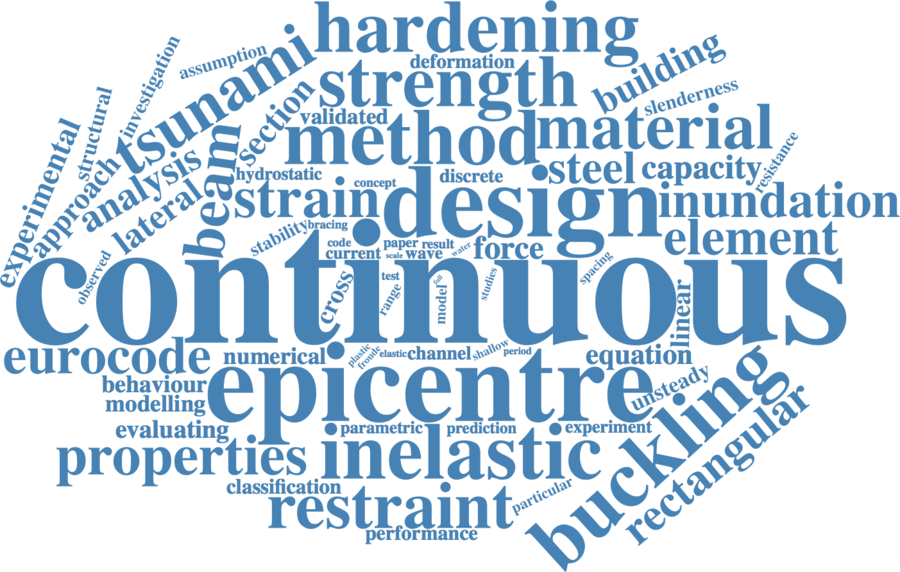 hardening
assumption
investigation
tsunami
deformation
strength
building
slenderness
structural
section
validated
method
material
experimental
approach
analysis
beam
hydrostatic
concept
discrete
steel
capacity
resistance
lateral
strain
design
inundation
stability
bracing
code
paper
result
water
force
element
current
scale
wave
observed
continuous
cross
test
range
model
studies
spacing
linear
eurocode
numerical
plastic
froude
elastic
channel
shallow
period
equation
behaviour
epicentre
unsteady
modelling
evaluating
parametric
prediction
experiment
buckling
rectangular
properties
inelastic
classification
restraint
particular
performance